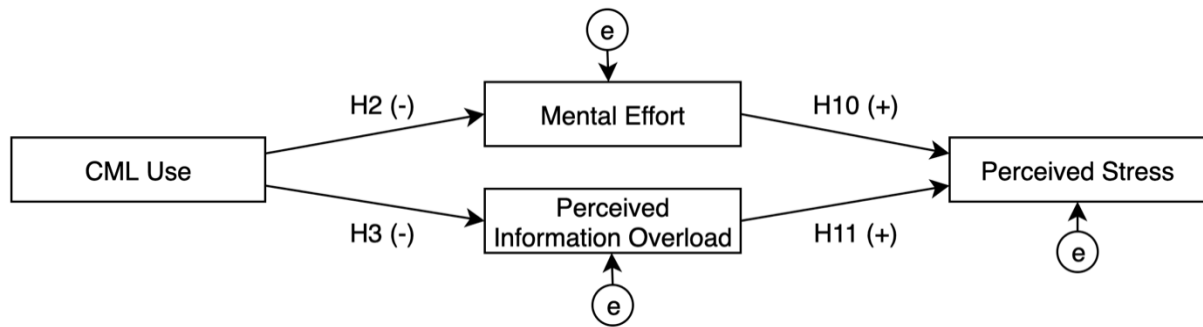 e
H2 (-)
Mental Effort
H10 (+)
CML Use
Perceived Stress
H3 (-)
Perceived
Information Overload
H11 (+)
e
e